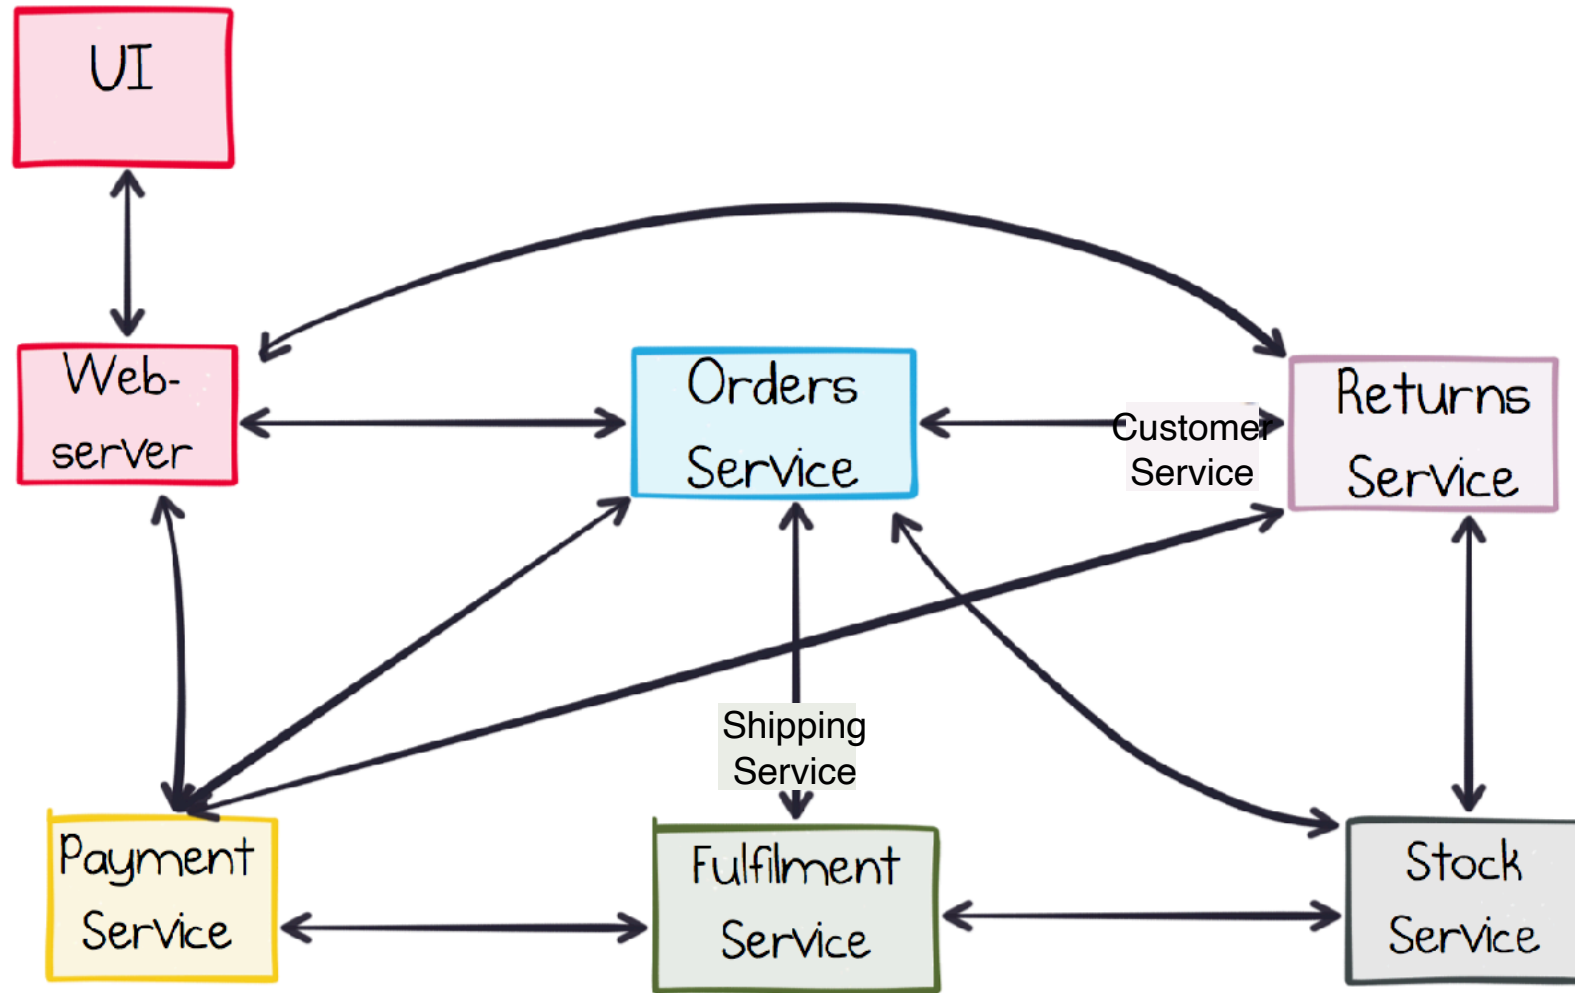 UI
Web-
server
Orders
Service
Customer
Service
Returns
Service
Shipping
Service
Payment
Service
Fulfilment
Service
Stock
Service